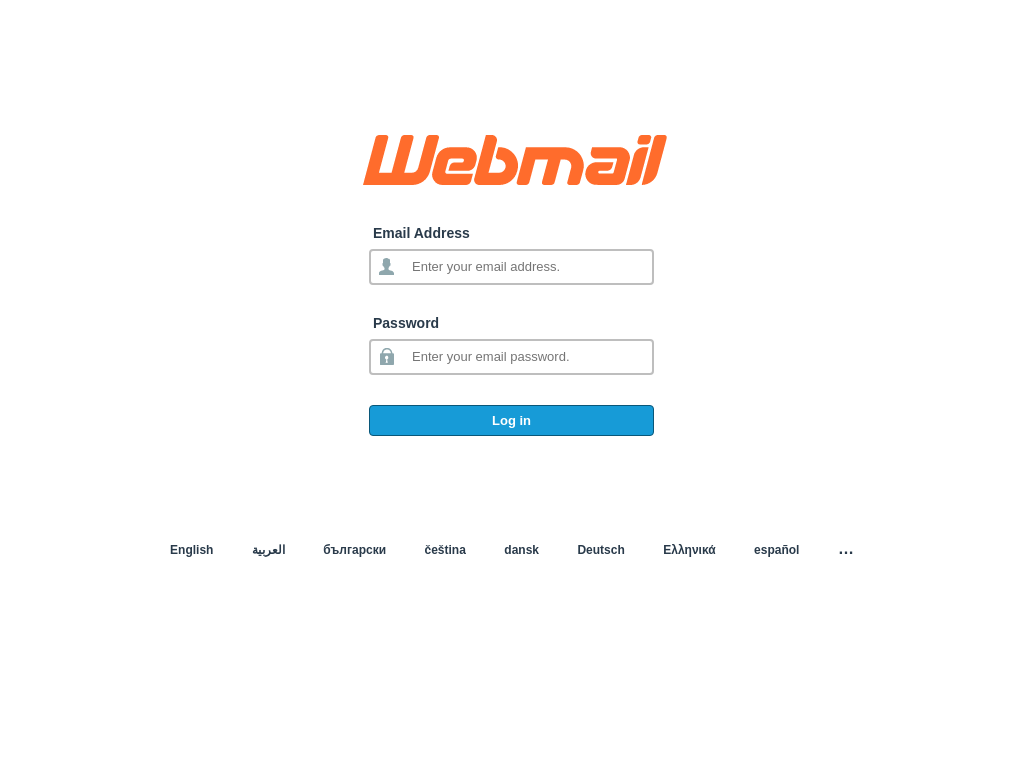 Webmail
Email Address
Enter your email address.
Password
Enter your email password.
Log in
English العربية български čeština dansk Deutsch Ελληνικά español ...